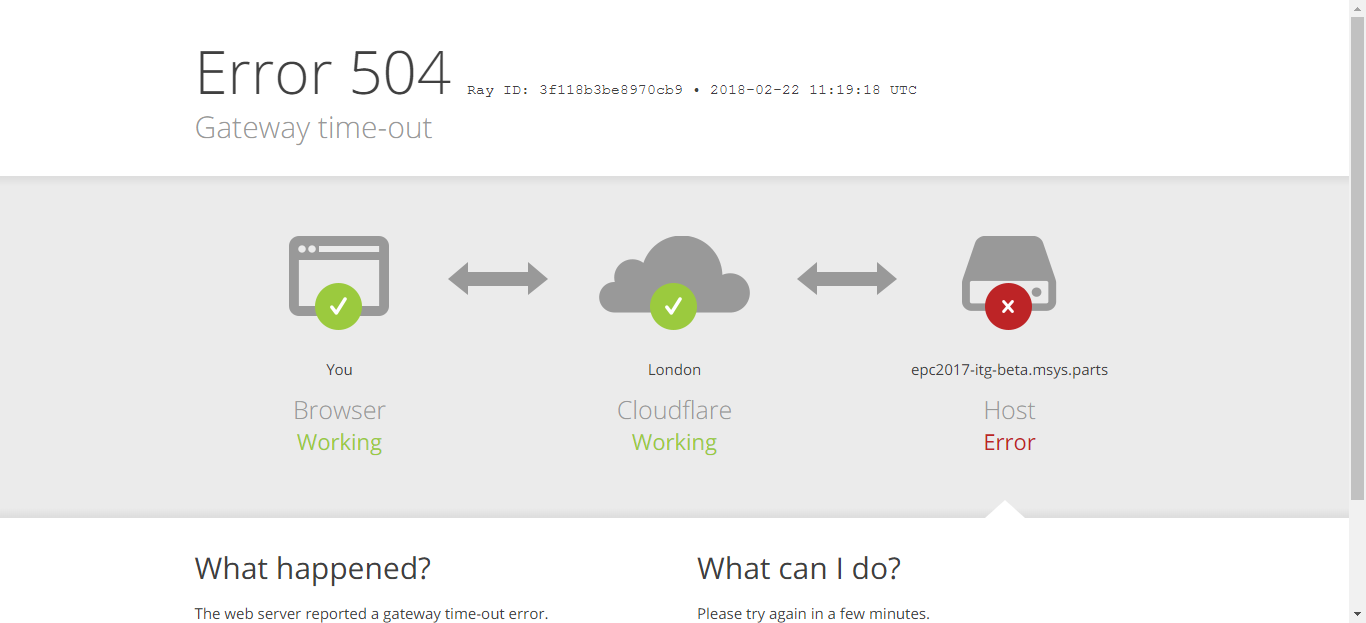 Error 504 Ray ID: 3f118b3be8970cb9 • 2018-02-22 11:19:18 UTC
Gateway time-out
You
Browser
Working
London
Cloudflare
Working
epc2017-itg-beta.msys.parts
Host
Error
What happened?
The web server reported a gateway time-out error.
What can I do?
Please try again in a few minutes.